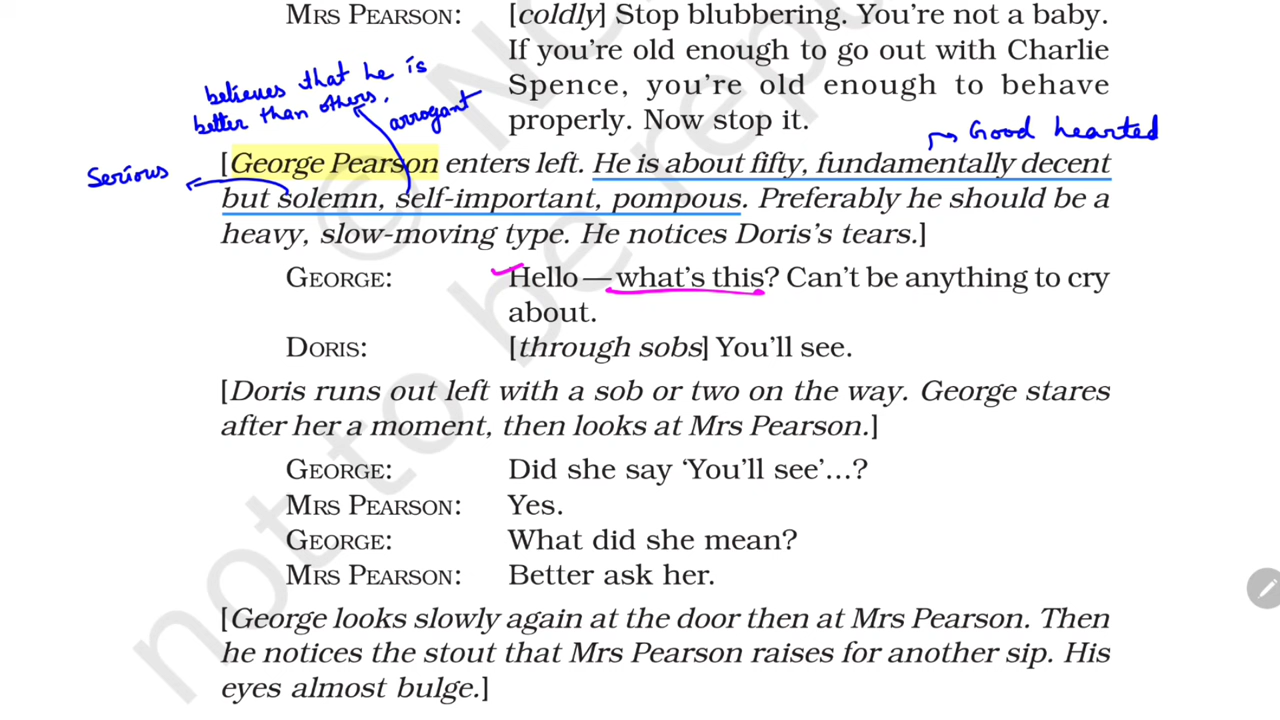 MRS PEARSON: [coldly] Stop blubbering. You're not a baby.
If you're old enough to go out with Charlie
believes that he is
Spence, you're old enough to behave
better than others.
arrogant
properly. Now stop it.
Good hearted
Serious
[George Pearson enters left. He is about fifty, fundamentally decent
but solemn, self-important, pompous. Preferably he should be a
heavy, slow-moving type. He notices Doris's tears.]
GEORGE: Hello—what's this? Can't be anything to cry
about.
DORIS: [through sobs] You'll see.
[Doris runs out left with a sob or two on the way. George stares
after her a moment, then looks at Mrs Pearson.]
GEORGE: Did she say 'You'll see'...?
MRS PEARSON: Yes.
GEORGE: What did she mean?
MRS PEARSON: Better ask her.
[George looks slowly again at the door then at Mrs Pearson. Then
he notices the stout that Mrs Pearson raises for another sip. His
eyes almost bulge.]
© NC
not to be rep